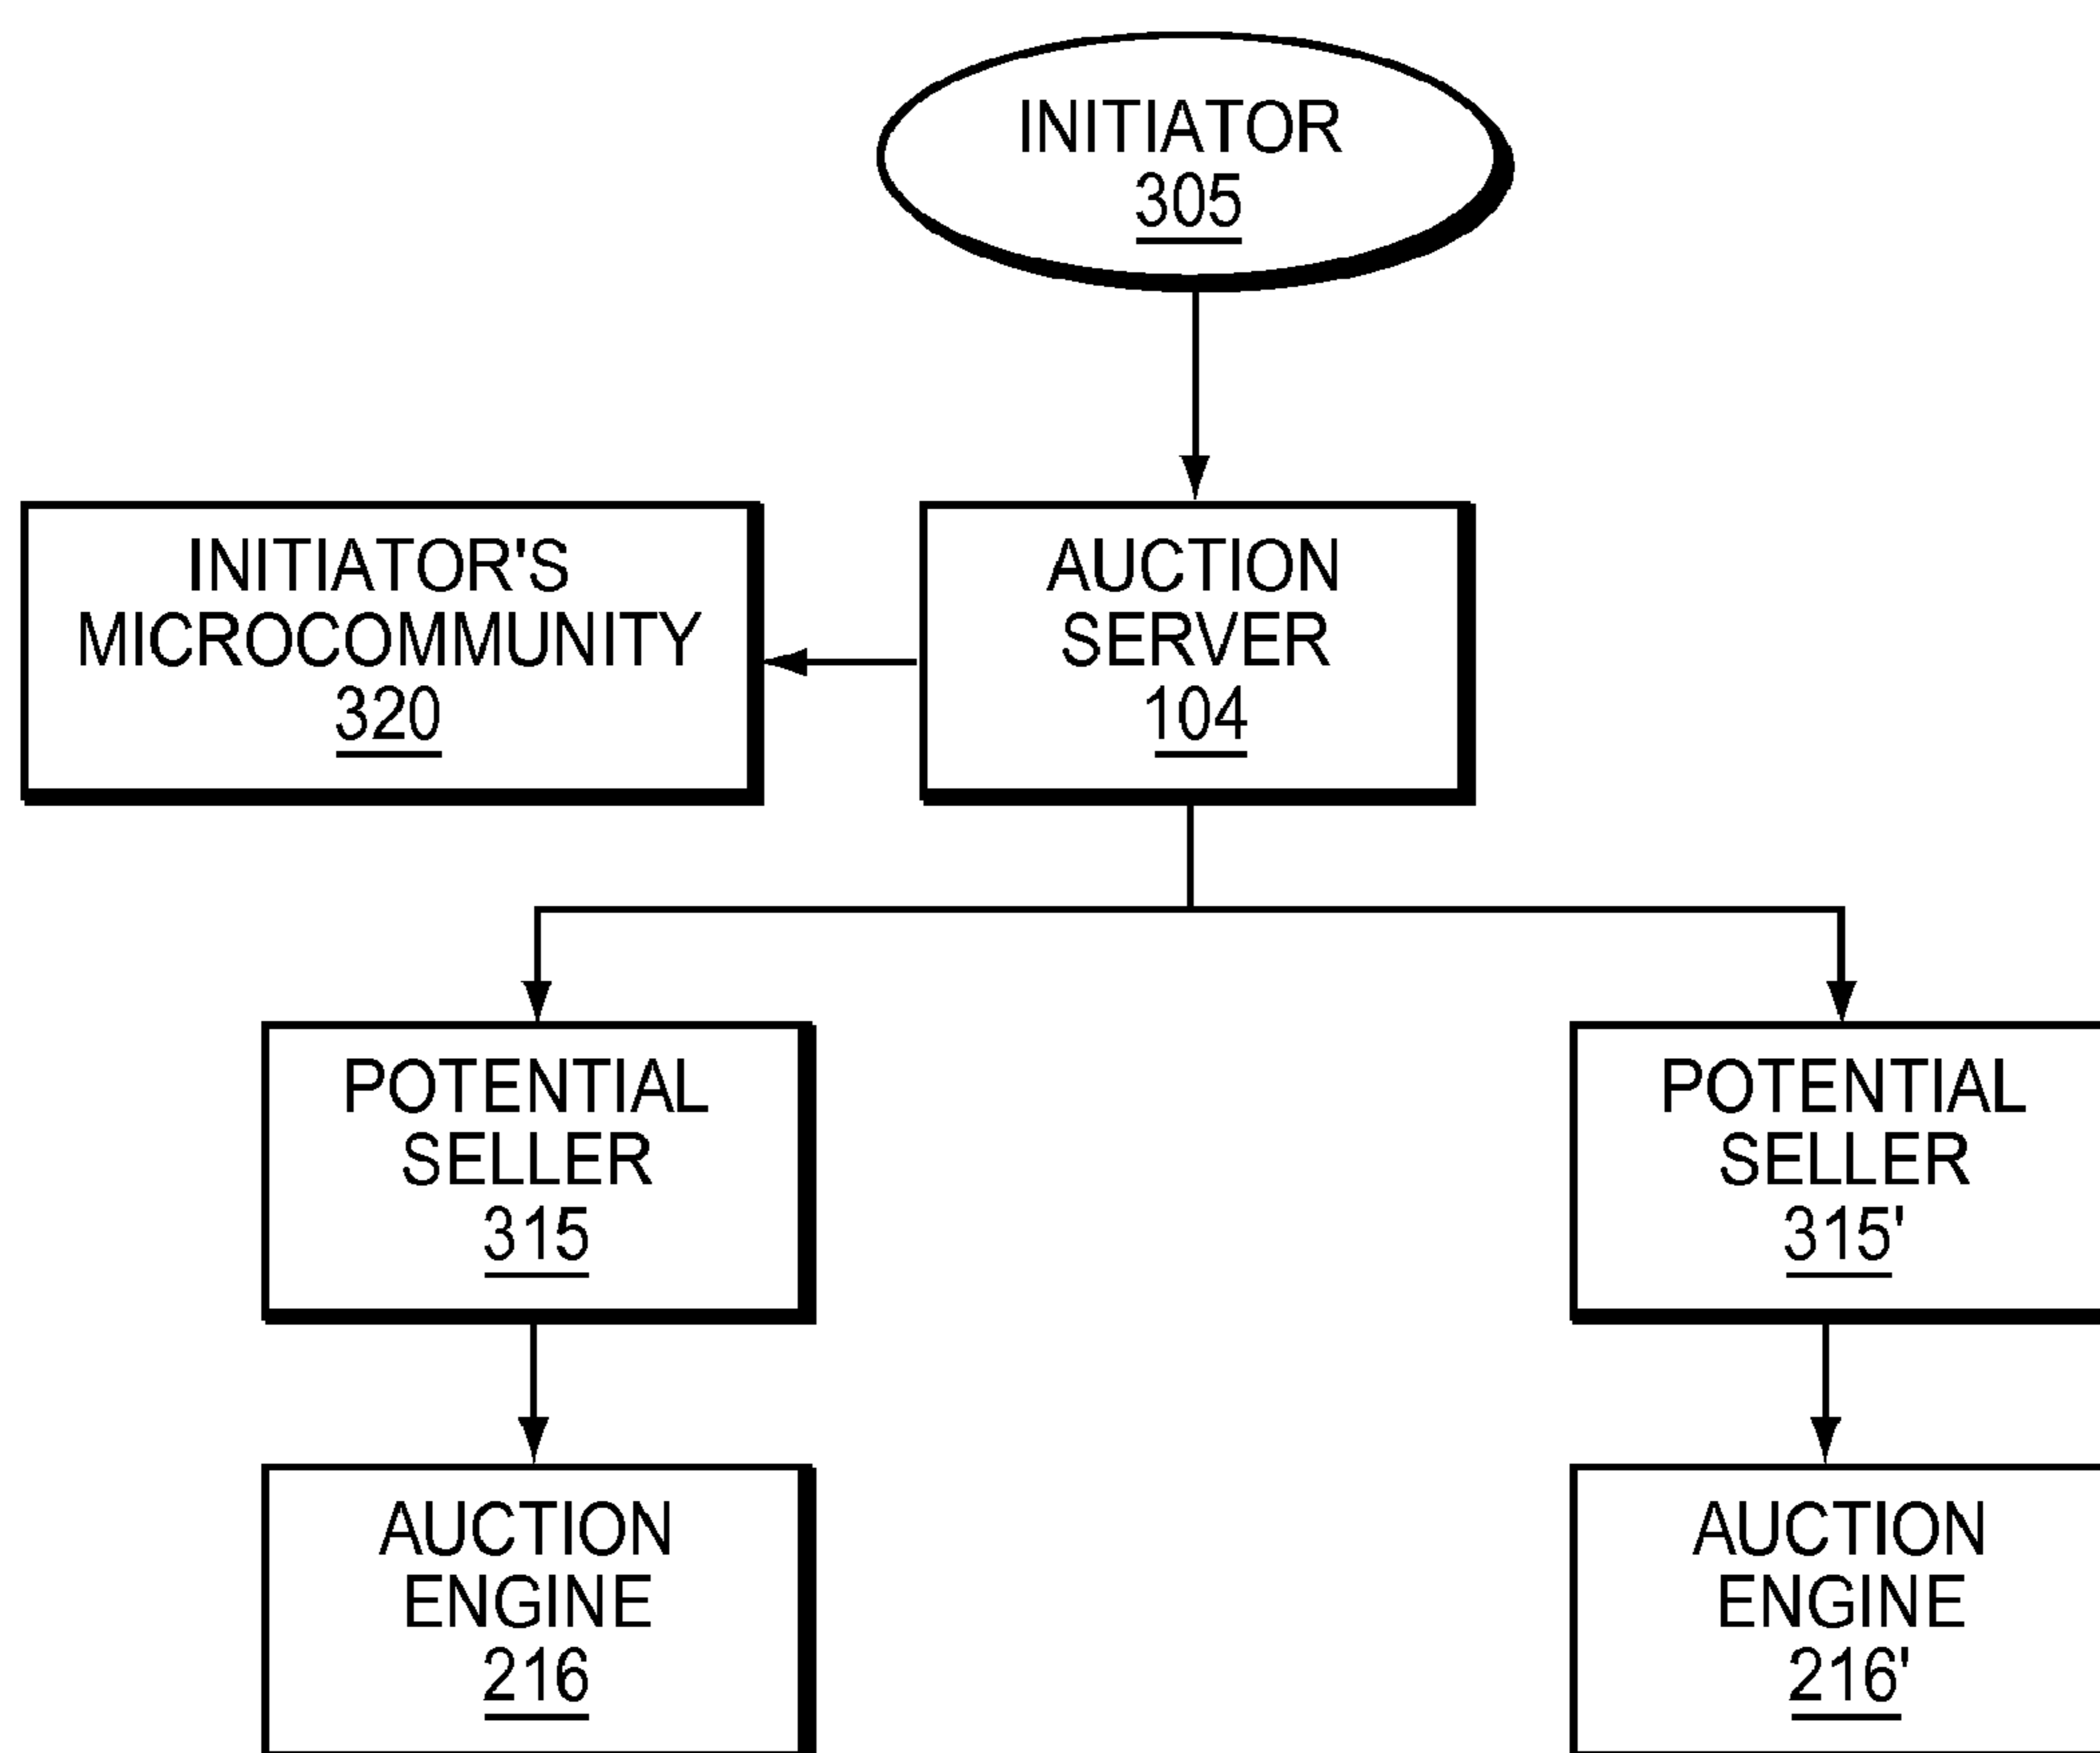 INITIATOR
305
INITIATOR'S
MICROCOMMUNITY
320
AUCTION
SERVER
104
POTENTIAL
SELLER
315
POTENTIAL
SELLER
315'
AUCTION
ENGINE
216
AUCTION
ENGINE
216'